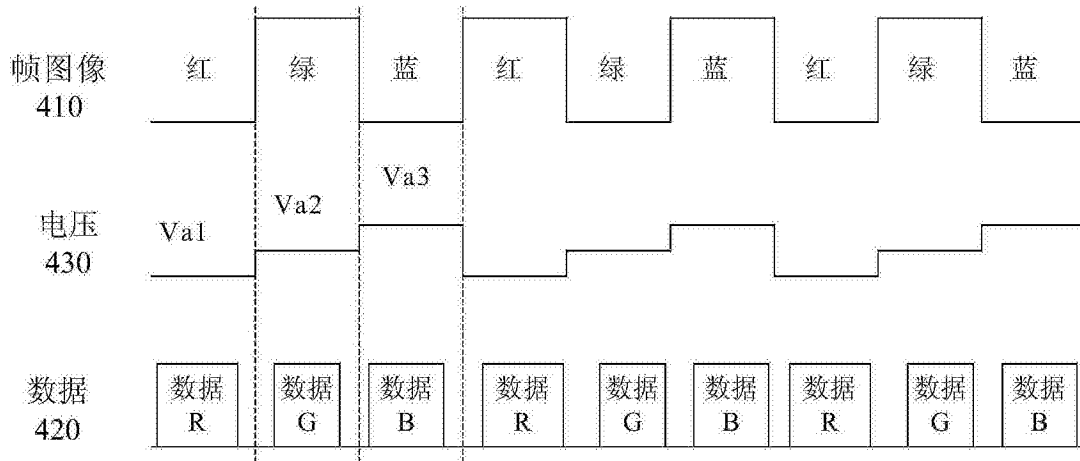 帧图像
410
红 绿 蓝 红 绿 蓝 红 绿 蓝
电压
430
Va1
Va2
Va3
数据
420
数据 数据 数据 数据 数据 数据 数据 数据 数据
R G B R G B R G B